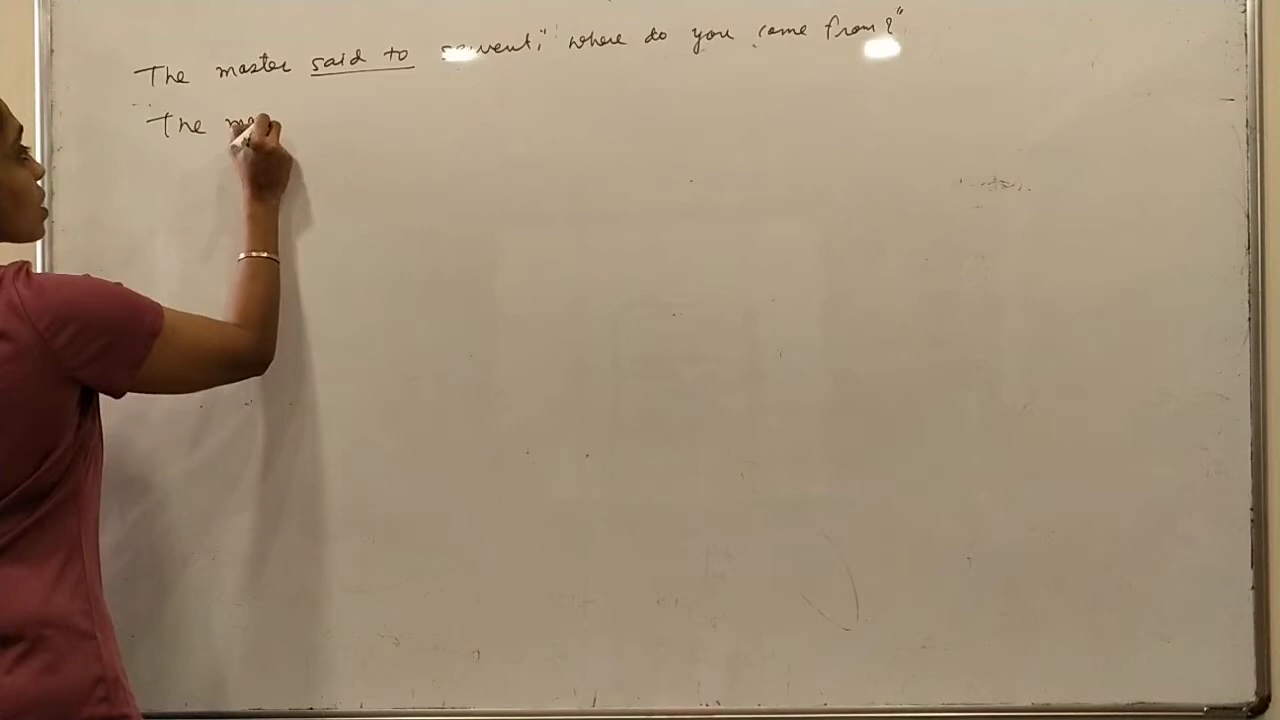 The master said to servent," where do you come from?"
The ma